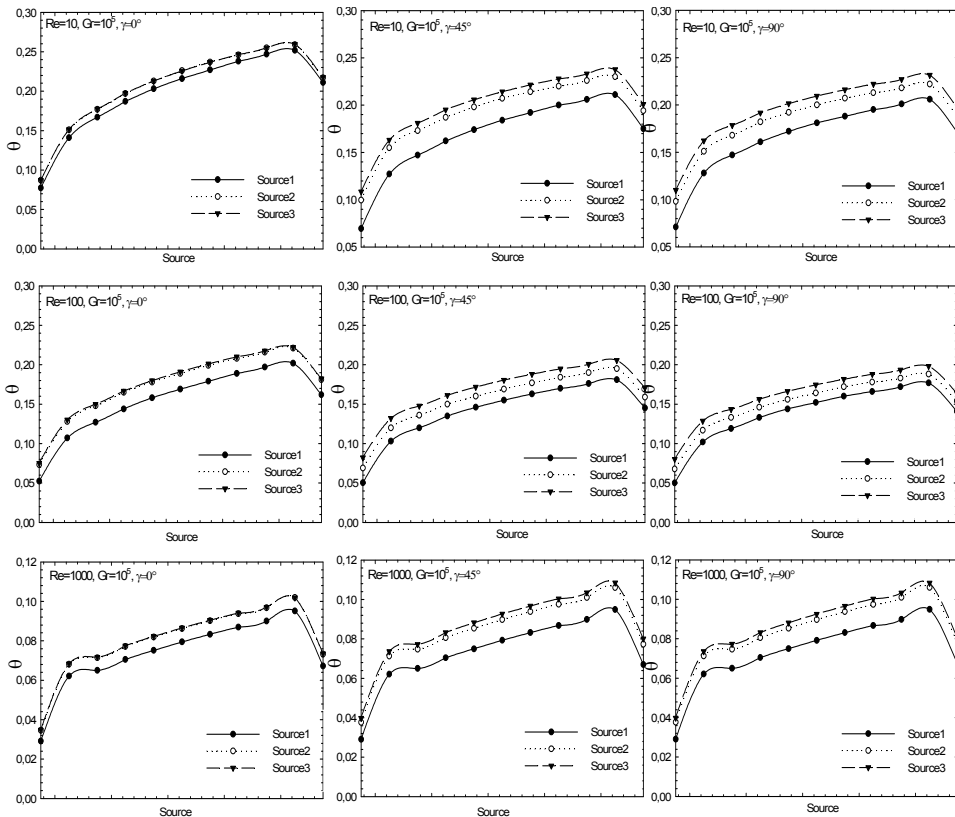 Re=10, Gr=10⁵, γ=0°
0,30
0,25
0,20
0,15
0,10
0,05
0,00
θ
Source1
Source2
Source3
Source
Re=10, Gr=10⁵, γ=45°
0,30
0,25
0,20
0,15
0,10
0,05
θ
Source1
Source2
Source3
Source
Re=10, Gr=10⁵, γ=90°
0,30
0,25
0,20
0,15
0,10
0,05
θ
Source1
Source2
Source3
Source
Re=100, Gr=10⁵, γ=0°
0,30
0,25
0,20
0,15
0,10
0,05
0,00
θ
Source1
Source2
Source3
Source
Re=100, Gr=10⁵, γ=45°
0,30
0,25
0,20
0,15
0,10
0,05
0,00
θ
Source1
Source2
Source3
Source
Re=100, Gr=10⁵, γ=90°
0,30
0,25
0,20
0,15
0,10
0,05
0,00
θ
Source1
Source2
Source3
Source
Re=1000, Gr=10⁵, γ=0°
0,12
0,10
0,08
0,06
0,04
0,02
0,00
θ
Source1
Source2
Source3
Source
Re=1000, Gr=10⁵, γ=45°
0,12
0,10
0,08
0,06
0,04
0,02
0,00
θ
Source1
Source2
Source3
Source
Re=1000, Gr=10⁵, γ=90°
0,12
0,10
0,08
0,06
0,04
0,02
0,00
θ
Source1
Source2
Source3
Source